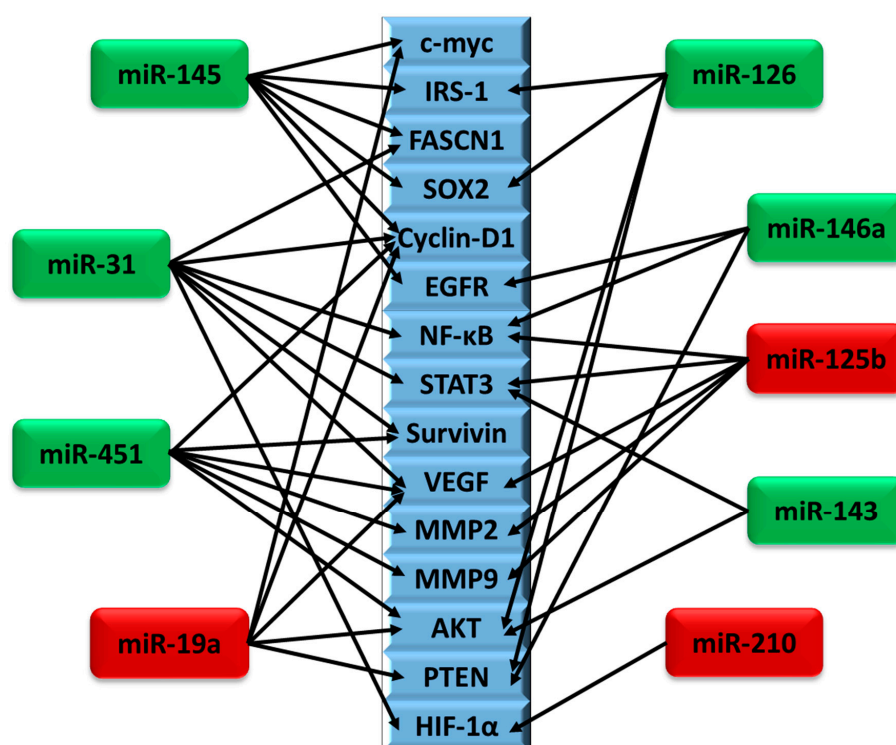 miR-145
miR-31
miR-451
miR-19a
c-myc
IRS-1
FASCN1
SOX2
Cyclin-D1
EGFR
NF-κB
STAT3
Survivin
VEGF
MMP2
MMP9
AKT
PTEN
HIF-1α
miR-126
miR-146a
miR-125b
miR-143
miR-210